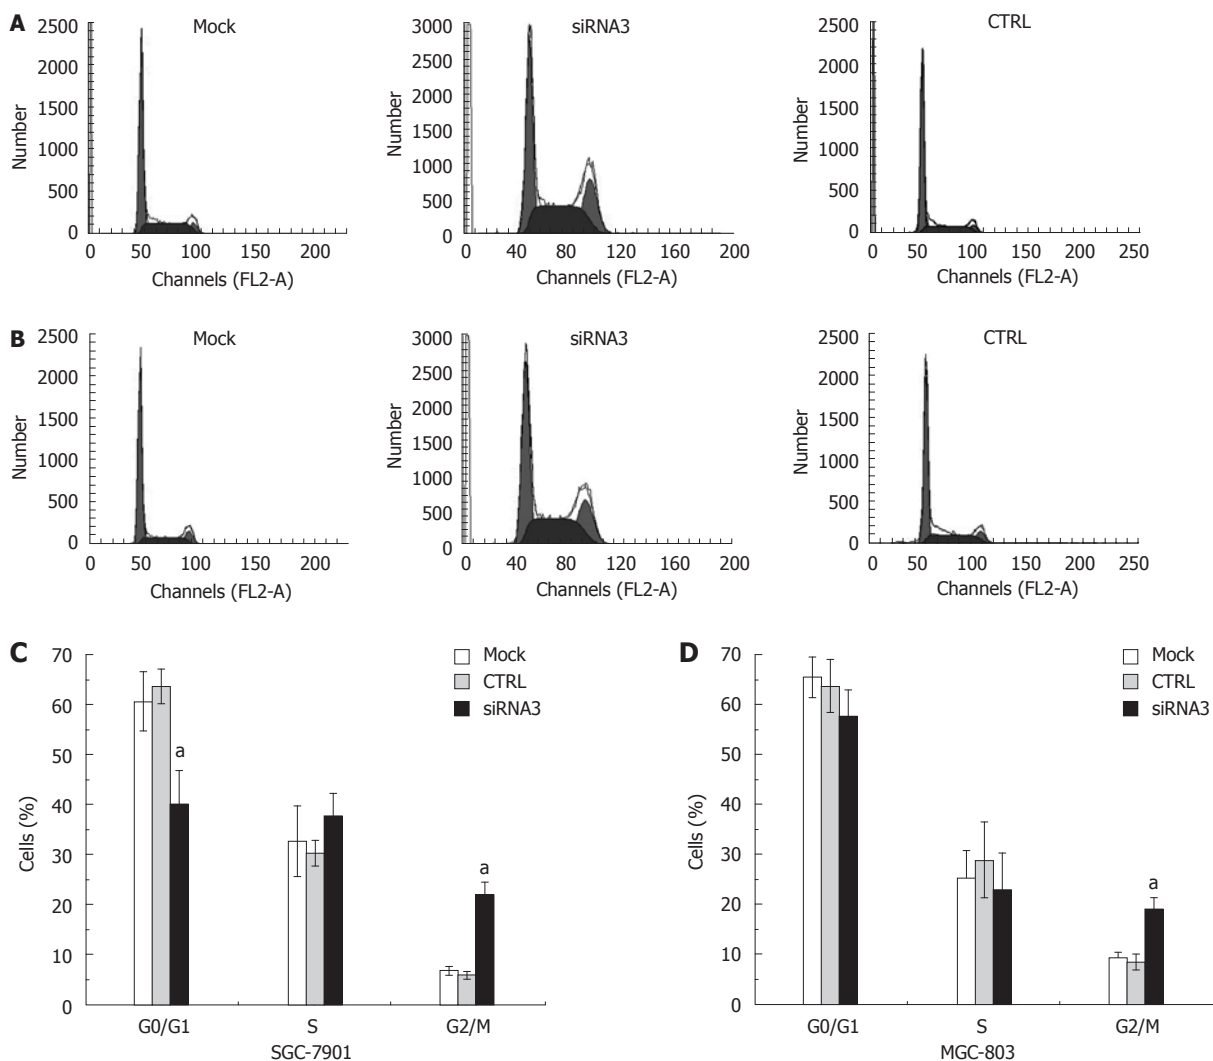 A
Mock
siRNA3
CTRL
2500
2000
1500
1000
500
0
Number
0 50 100 150 200
Channels (FL2-A)
3000
2500
2000
1500
1000
500
0
Number
0 40 80 120 160 200
Channels (FL2-A)
2500
2000
1500
1000
500
0
Number
0 50 100 150 200 250
Channels (FL2-A)
B
Mock
siRNA3
CTRL
2500
2000
1500
1000
500
0
Number
0 50 100 150 200
Channels (FL2-A)
3000
2500
2000
1500
1000
500
0
Number
0 40 80 120 160 200
Channels (FL2-A)
2500
2000
1500
1000
500
0
Number
0 50 100 150 200 250
Channels (FL2-A)
C
70
60
50
40
30
20
10
0
Cells (%)
Mock
CTRL
siRNA3
a
a
G0/G1 S G2/M
SGC-7901
D
70
60
50
40
30
20
10
0
Cells (%)
Mock
CTRL
siRNA3
a
G0/G1 S G2/M
MGC-803